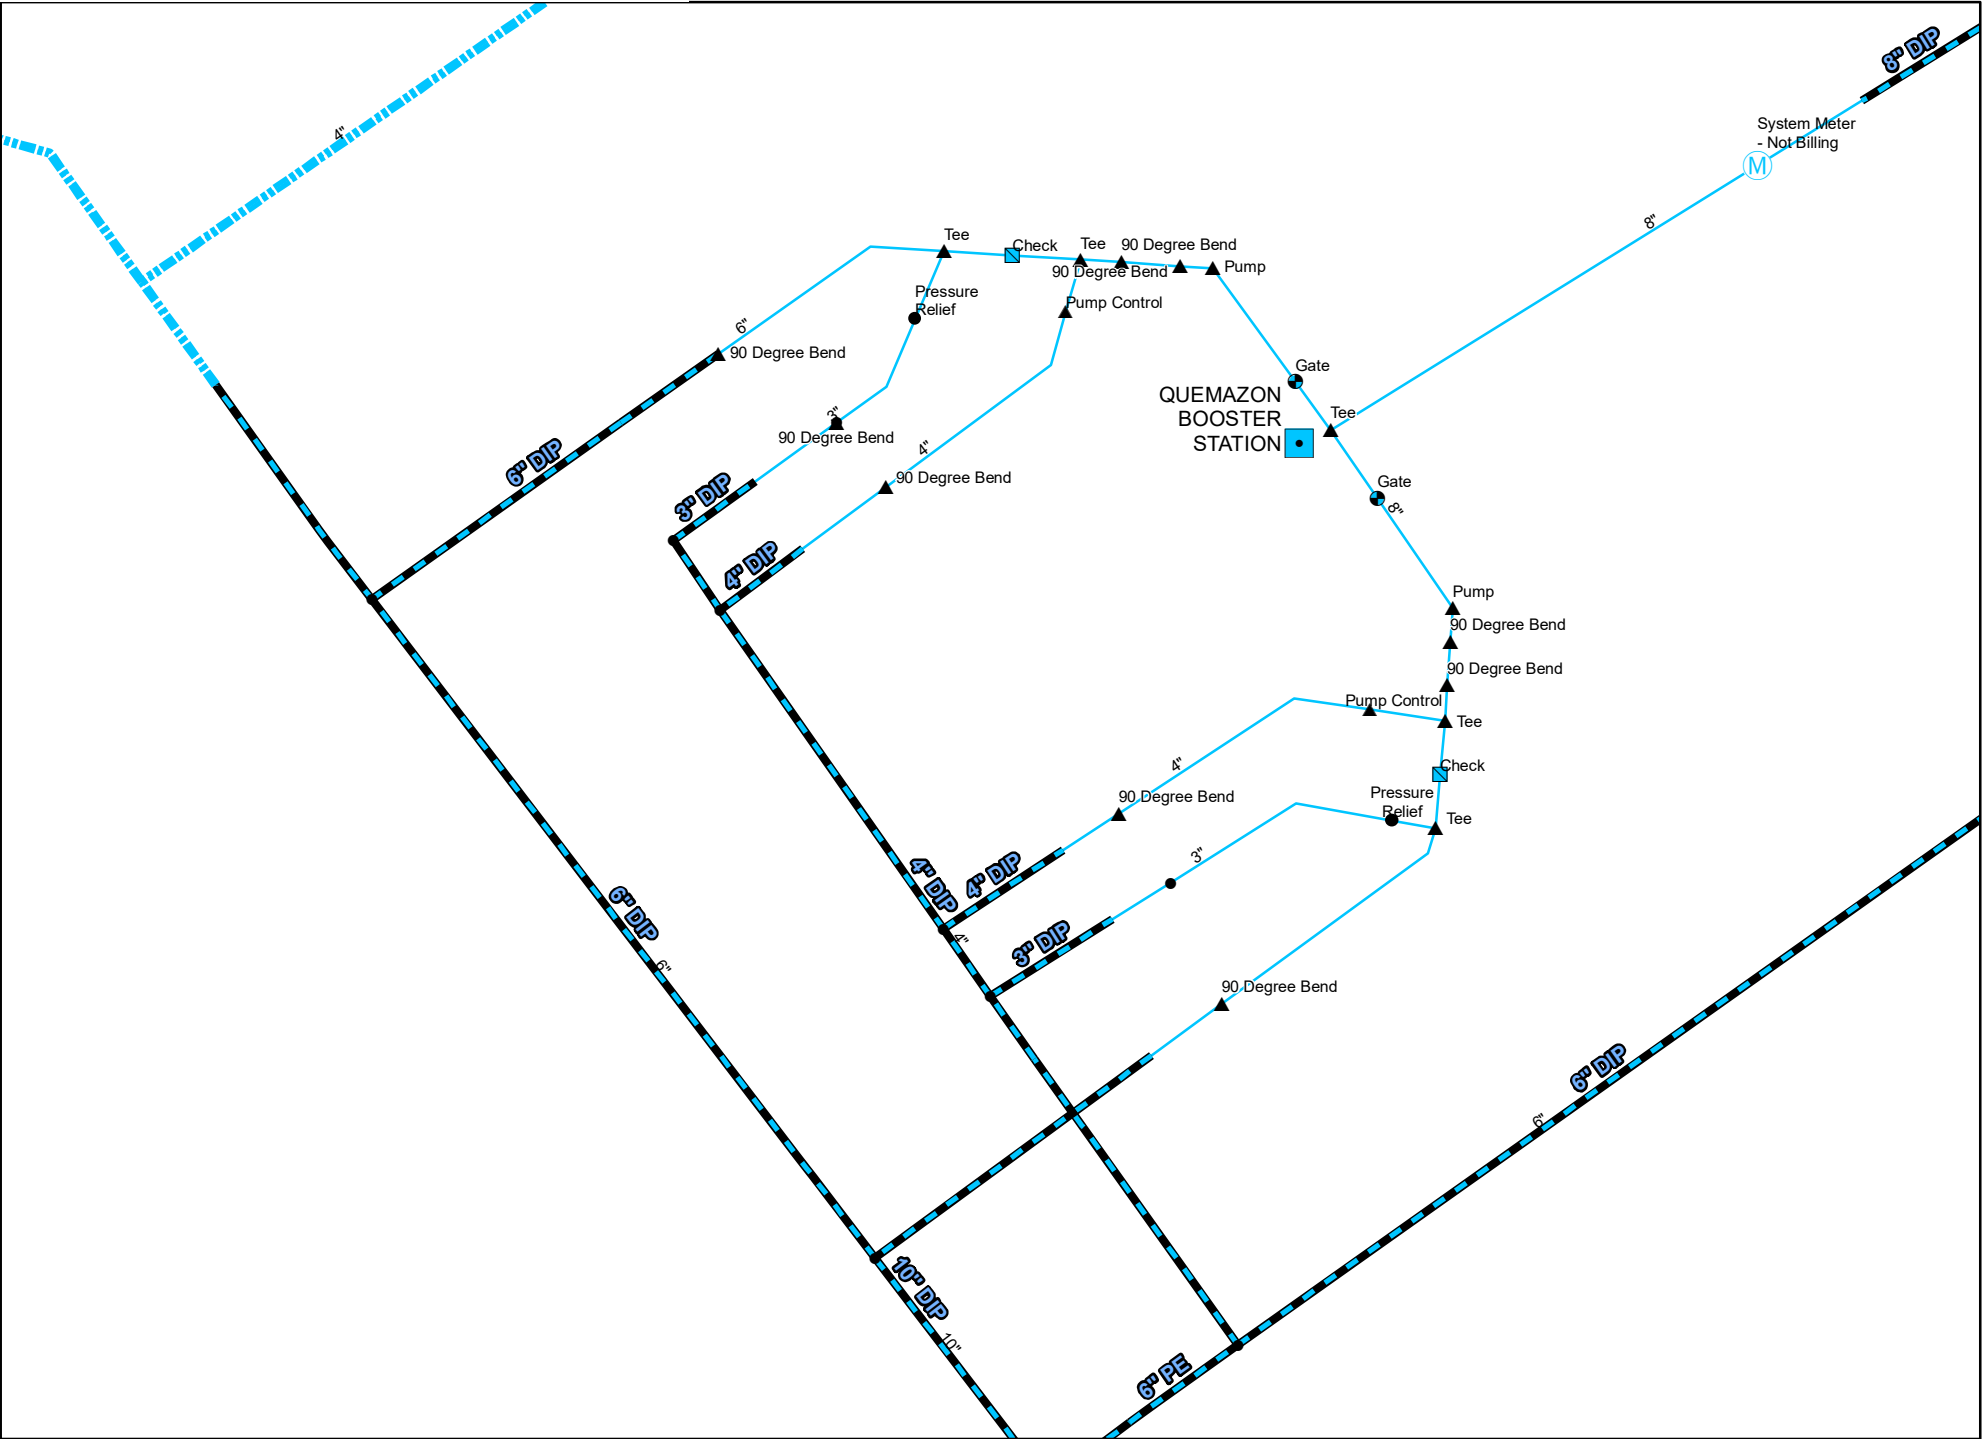 8" DIP
System Meter
- Not Billing
M
4"
8"
Tee
Check
Tee
90 Degree Bend
90 Degree Bend
Pump
Pressure
Relief
Pump Control
6"
90 Degree Bend
Gate
QUEMAZON
BOOSTER
STATION
Tee
3"
90 Degree Bend
4"
90 Degree Bend
6" DIP
3" DIP
Gate
8"
4" DIP
Pump
90 Degree Bend
90 Degree Bend
Pump Control
Tee
4"
Check
90 Degree Bend
Pressure
Relief
Tee
3"
4" DIP
4" DIP
4"
6" DIP
6"
3" DIP
90 Degree Bend
6" DIP
6"
10" DIP
10"
6" PE